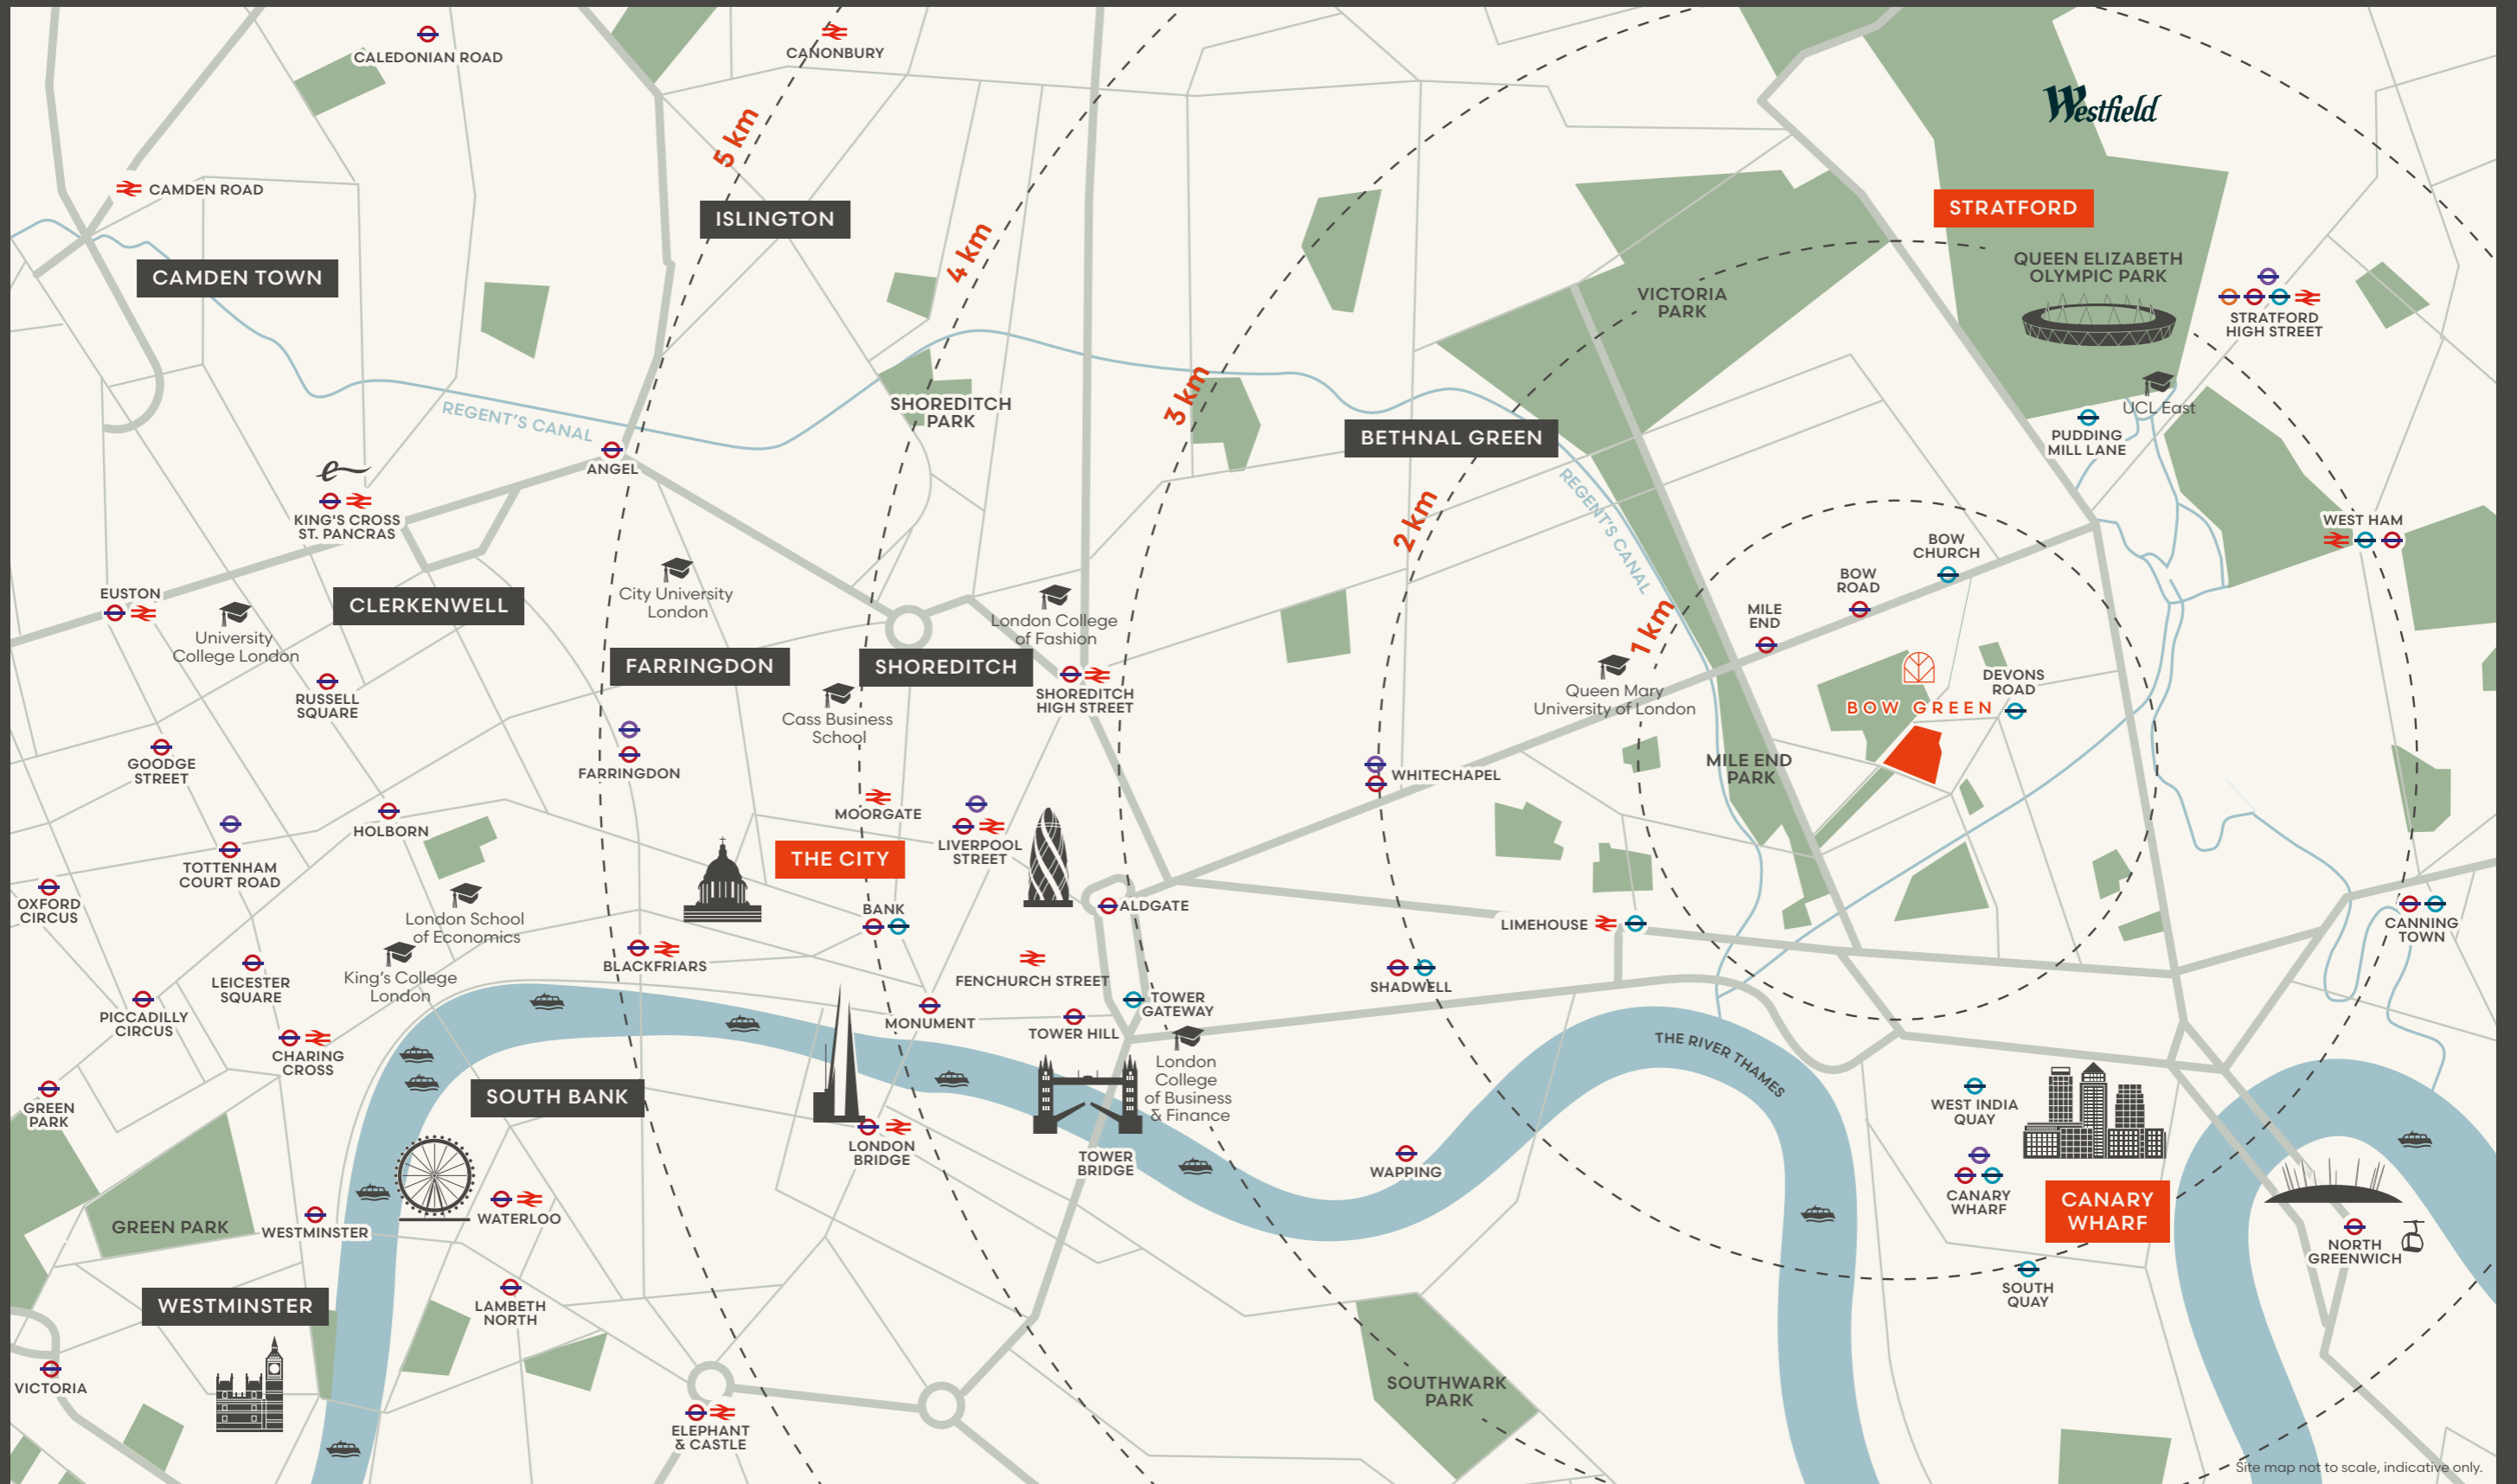 CALEDONIAN ROAD
CANONBURY
Westfield
5 km
CAMDEN ROAD
ISLINGTON
STRATFORD
4 km
CAMDEN TOWN
QUEEN ELIZABETH
OLYMPIC PARK
VICTORIA
PARK
STRATFORD
HIGH STREET
3 km
SHOREDITCH
PARK
REGENT'S CANAL
UCL East
BETHNAL GREEN
PUDDING
MILL LANE
ANGEL
e
KING'S CROSS
ST. PANCRAS
2 km
REGENT'S CANAL
WEST HAM
BOW
CHURCH
BOW
ROAD
EUSTON
CLERKENWELL
City University
London
London College
of Fashion
1 km
MILE
END
University
College London
FARRINGDON
SHOREDITCH
RUSSELL
SQUARE
SHOREDITCH
HIGH STREET
Queen Mary
University of London
DEVONS
ROAD
BOW GREEN
Cass Business
School
GOODGE
STREET
FARRINGDON
WHITECHAPEL
MILE END
PARK
MOORGATE
HOLBORN
LIVERPOOL
STREET
THE CITY
TOTTENHAM
COURT ROAD
OXFORD
CIRCUS
London School
of Economics
BANK
ALDGATE
LIMEHOUSE
CANNING
TOWN
BLACKFRIARS
FENCHURCH STREET
LEICESTER
SQUARE
King's College
London
SHADWELL
PICCADILLY
CIRCUS
MONUMENT
TOWER
GATEWAY
TOWER HILL
CHARING
CROSS
THE RIVER THAMES
London
College
of Business
& Finance
SOUTH BANK
GREEN
PARK
WEST INDIA
QUAY
LONDON
BRIDGE
TOWER
BRIDGE
WAPPING
CANARY
WHARF
CANARY
WHARF
GREEN PARK
WESTMINSTER
WATERLOO
NORTH
GREENWICH
SOUTH
QUAY
WESTMINSTER
LAMBETH
NORTH
VICTORIA
SOUTHWARK
PARK
ELEPHANT
& CASTLE
Site map not to scale, indicative only.